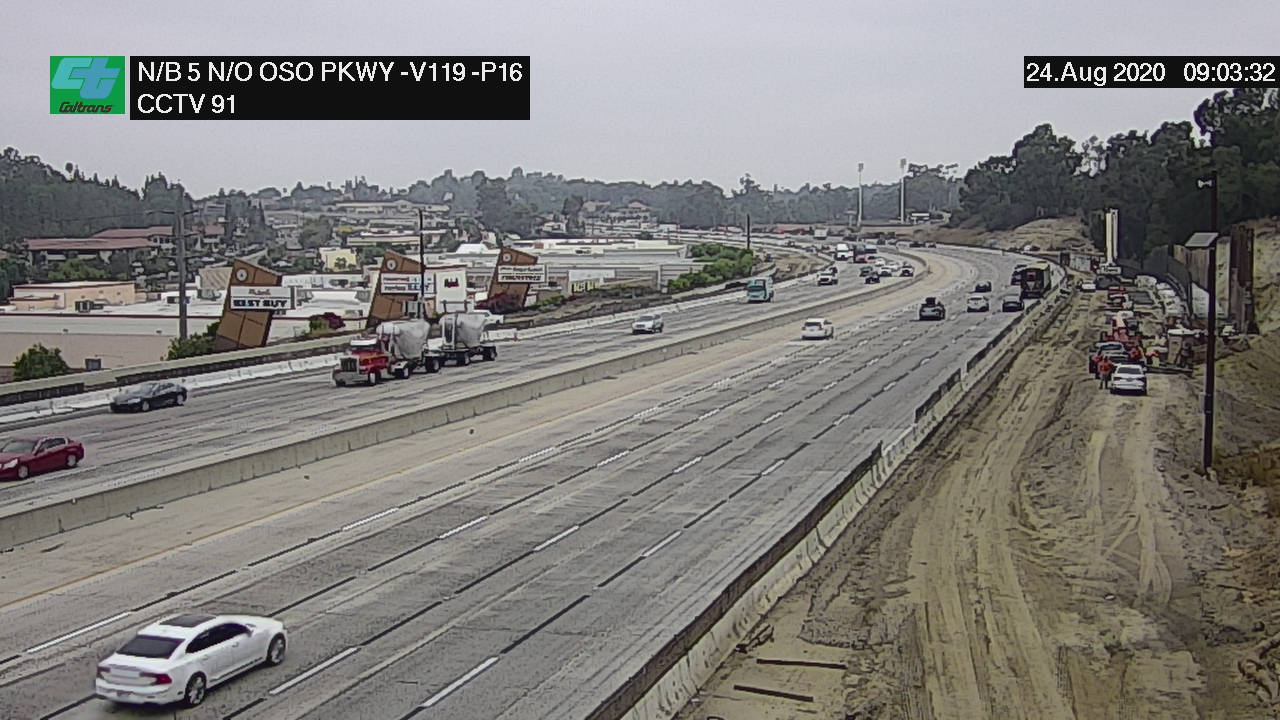 N/B 5 N/O OSO PKWY -V119 -P16
CCTV 91
24.Aug 2020 09:03:32
Caltrans
BEST BUY